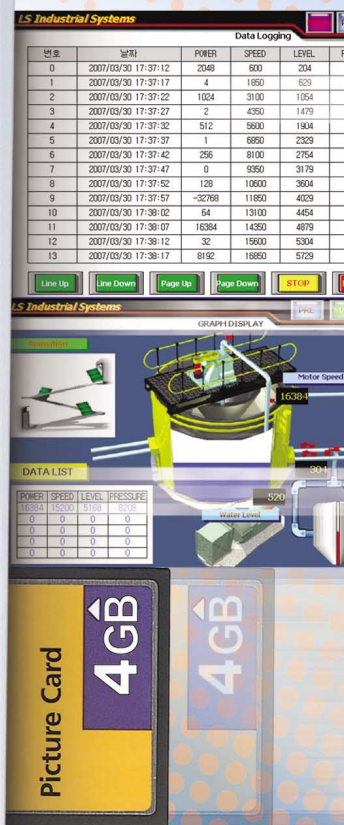 LS Industrial Systems
Data Logging
번호 날짜 POWER SPEED LEVEL
0 2007/03/30 17:37:12 2048 600 204
1 2007/03/30 17:37:17 4 1850 629
2 2007/03/30 17:37:22 1024 3100 1054
3 2007/03/30 17:37:27 2 4350 1479
4 2007/03/30 17:37:32 512 5600 1904
5 2007/03/30 17:37:37 1 6850 2329
6 2007/03/30 17:37:42 256 8100 2754
7 2007/03/30 17:37:47 0 9350 3179
8 2007/03/30 17:37:52 128 10600 3604
9 2007/03/30 17:37:57 -32768 11850 4029
10 2007/03/30 17:38:02 64 13100 4454
11 2007/03/30 17:38:07 16384 14350 4879
12 2007/03/30 17:38:12 32 15600 5304
13 2007/03/30 17:38:17 8192 16850 5729
Line Up Line Down Page Up Page Down STOP
LS Industrial Systems
PRE
GRAPH DISPLAY
Motor Speed
16384
DATA LIST
304
POWER SPEED LEVEL PRESSURE
16384 15200 5168 8208
0 0 0 0
0 0 0 0
0 0 0 0
0 0 0 0
520
Water Level
Picture Card
4GB
4GB